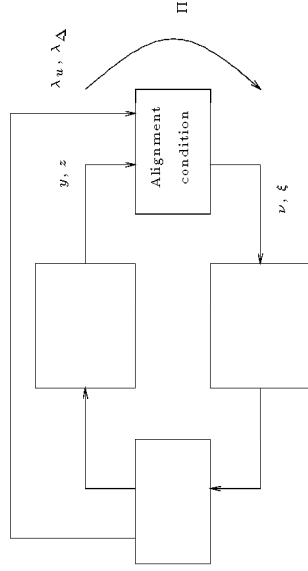 λ_u, λ_Δ
Π
y, z
Alignment
condition
ν, ξ